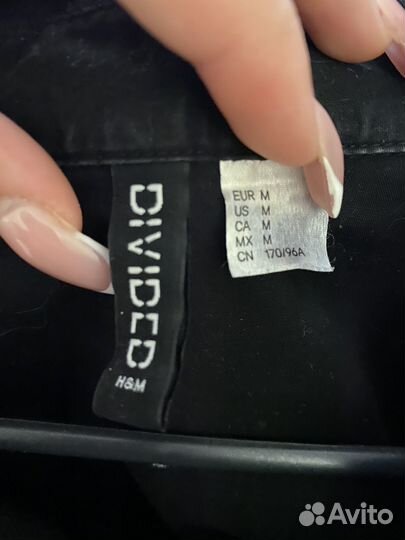 DIVIDED
H&M
EUR M
US M
CA M
MX M
CN 170/96A
Avito